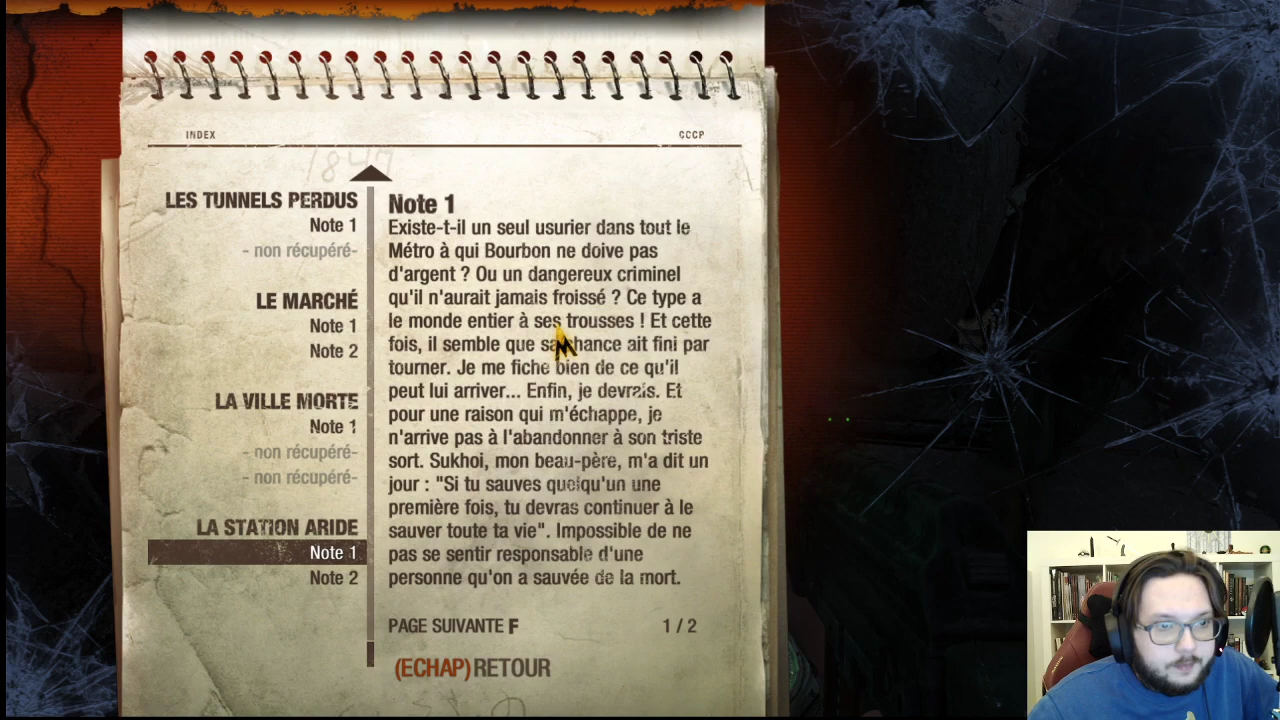 INDEX
CCCP
1847
LES TUNNELS PERDUS
Note 1
- non récupéré-
LE MARCHÉ
Note 1
Note 2
LA VILLE MORTE
Note 1
- non récupéré-
- non récupéré-
LA STATION ARIDE
Note 1
Note 2
Note 1
Existe-t-il un seul usurier dans tout le
Métro à qui Bourbon ne doive pas
d'argent ? Ou un dangereux criminel
qu'il n'aurait jamais froissé ? Ce type a
le monde entier à ses trousses ! Et cette
fois, il semble que sa chance ait fini par
tourner. Je me fiche bien de ce qu'il
peut lui arriver... Enfin, je devrais. Et
pour une raison qui m'échappe, je
n'arrive pas à l'abandonner à son triste
sort. Sukhoi, mon beau-père, m'a dit un
jour : "Si tu sauves quelqu'un une
première fois, tu devras continuer à le
sauver toute ta vie". Impossible de ne
pas se sentir responsable d'une
personne qu'on a sauvée de la mort.
PAGE SUIVANTE F
1 / 2
(ECHAP) RETOUR